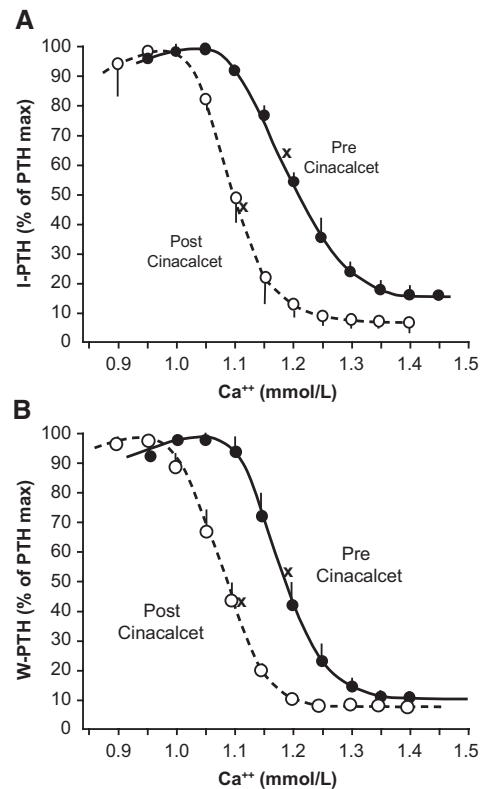 A
I-PTH (% of PTH max)
100
90
80
70
60
50
40
30
20
10
0
x
x
Pre
Cinacalcet
Post
Cinacalcet
0.9 1.0 1.1 1.2 1.3 1.4 1.5
Ca++ (mmol/L)
B
W-PTH (% of PTH max)
100
90
80
70
60
50
40
30
20
10
0
x
x
Pre
Cinacalcet
Post
Cinacalcet
0.9 1.0 1.1 1.2 1.3 1.4 1.5
Ca++ (mmol/L)